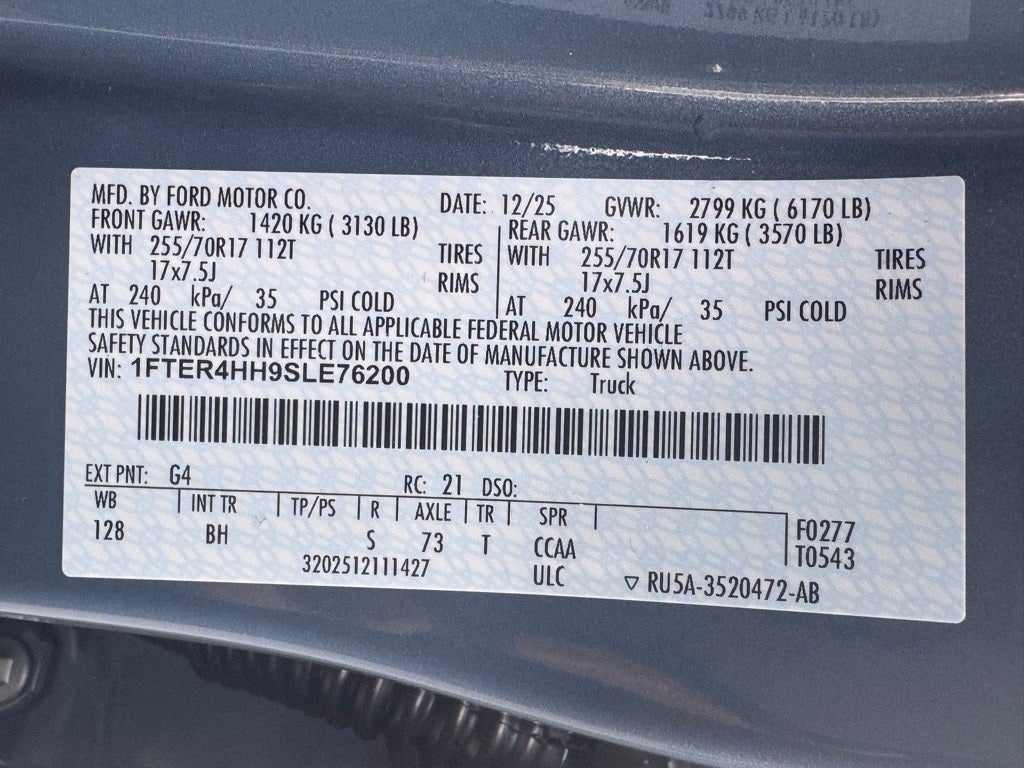 MFD. BY FORD MOTOR CO. DATE: 12/25 GVWR: 2799 KG ( 6170 LB)
FRONT GAWR: 1420 KG ( 3130 LB) REAR GAWR: 1619 KG ( 3570 LB)
WITH 255/70R17 112T TIRES WITH 255/70R17 112T TIRES
17x7.5J RIMS 17x7.5J RIMS
AT 240 kPa/ 35 PSI COLD AT 240 kPa/ 35 PSI COLD
THIS VEHICLE CONFORMS TO ALL APPLICABLE FEDERAL MOTOR VEHICLE
SAFETY STANDARDS IN EFFECT ON THE DATE OF MANUFACTURE SHOWN ABOVE.
VIN: 1FTER4HH9SLE76200 TYPE: Truck
EXT PNT: G4 RC: 21 DSO:
WB INT TR TP/PS R AXLE TR SPR F0277
128 BH S 73 T CCAA T0543
3202512111427 ULC ▽ RU5A-3520472-AB